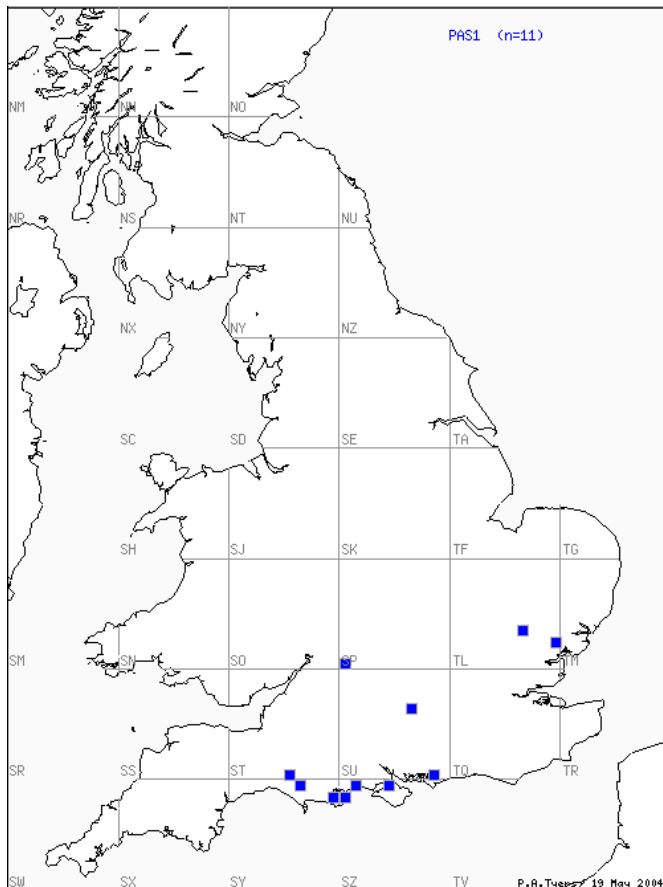 PAS1 (n=11)
NM NN NO
NR NS NT NU
NX NY NZ
SC SD SE TA
SH SJ SK TF TG
SM SN SO SP TL TM
SR SS ST SU TQ TR
SW SX SY SZ TV
P.A.Tyers/ 19 May 2004